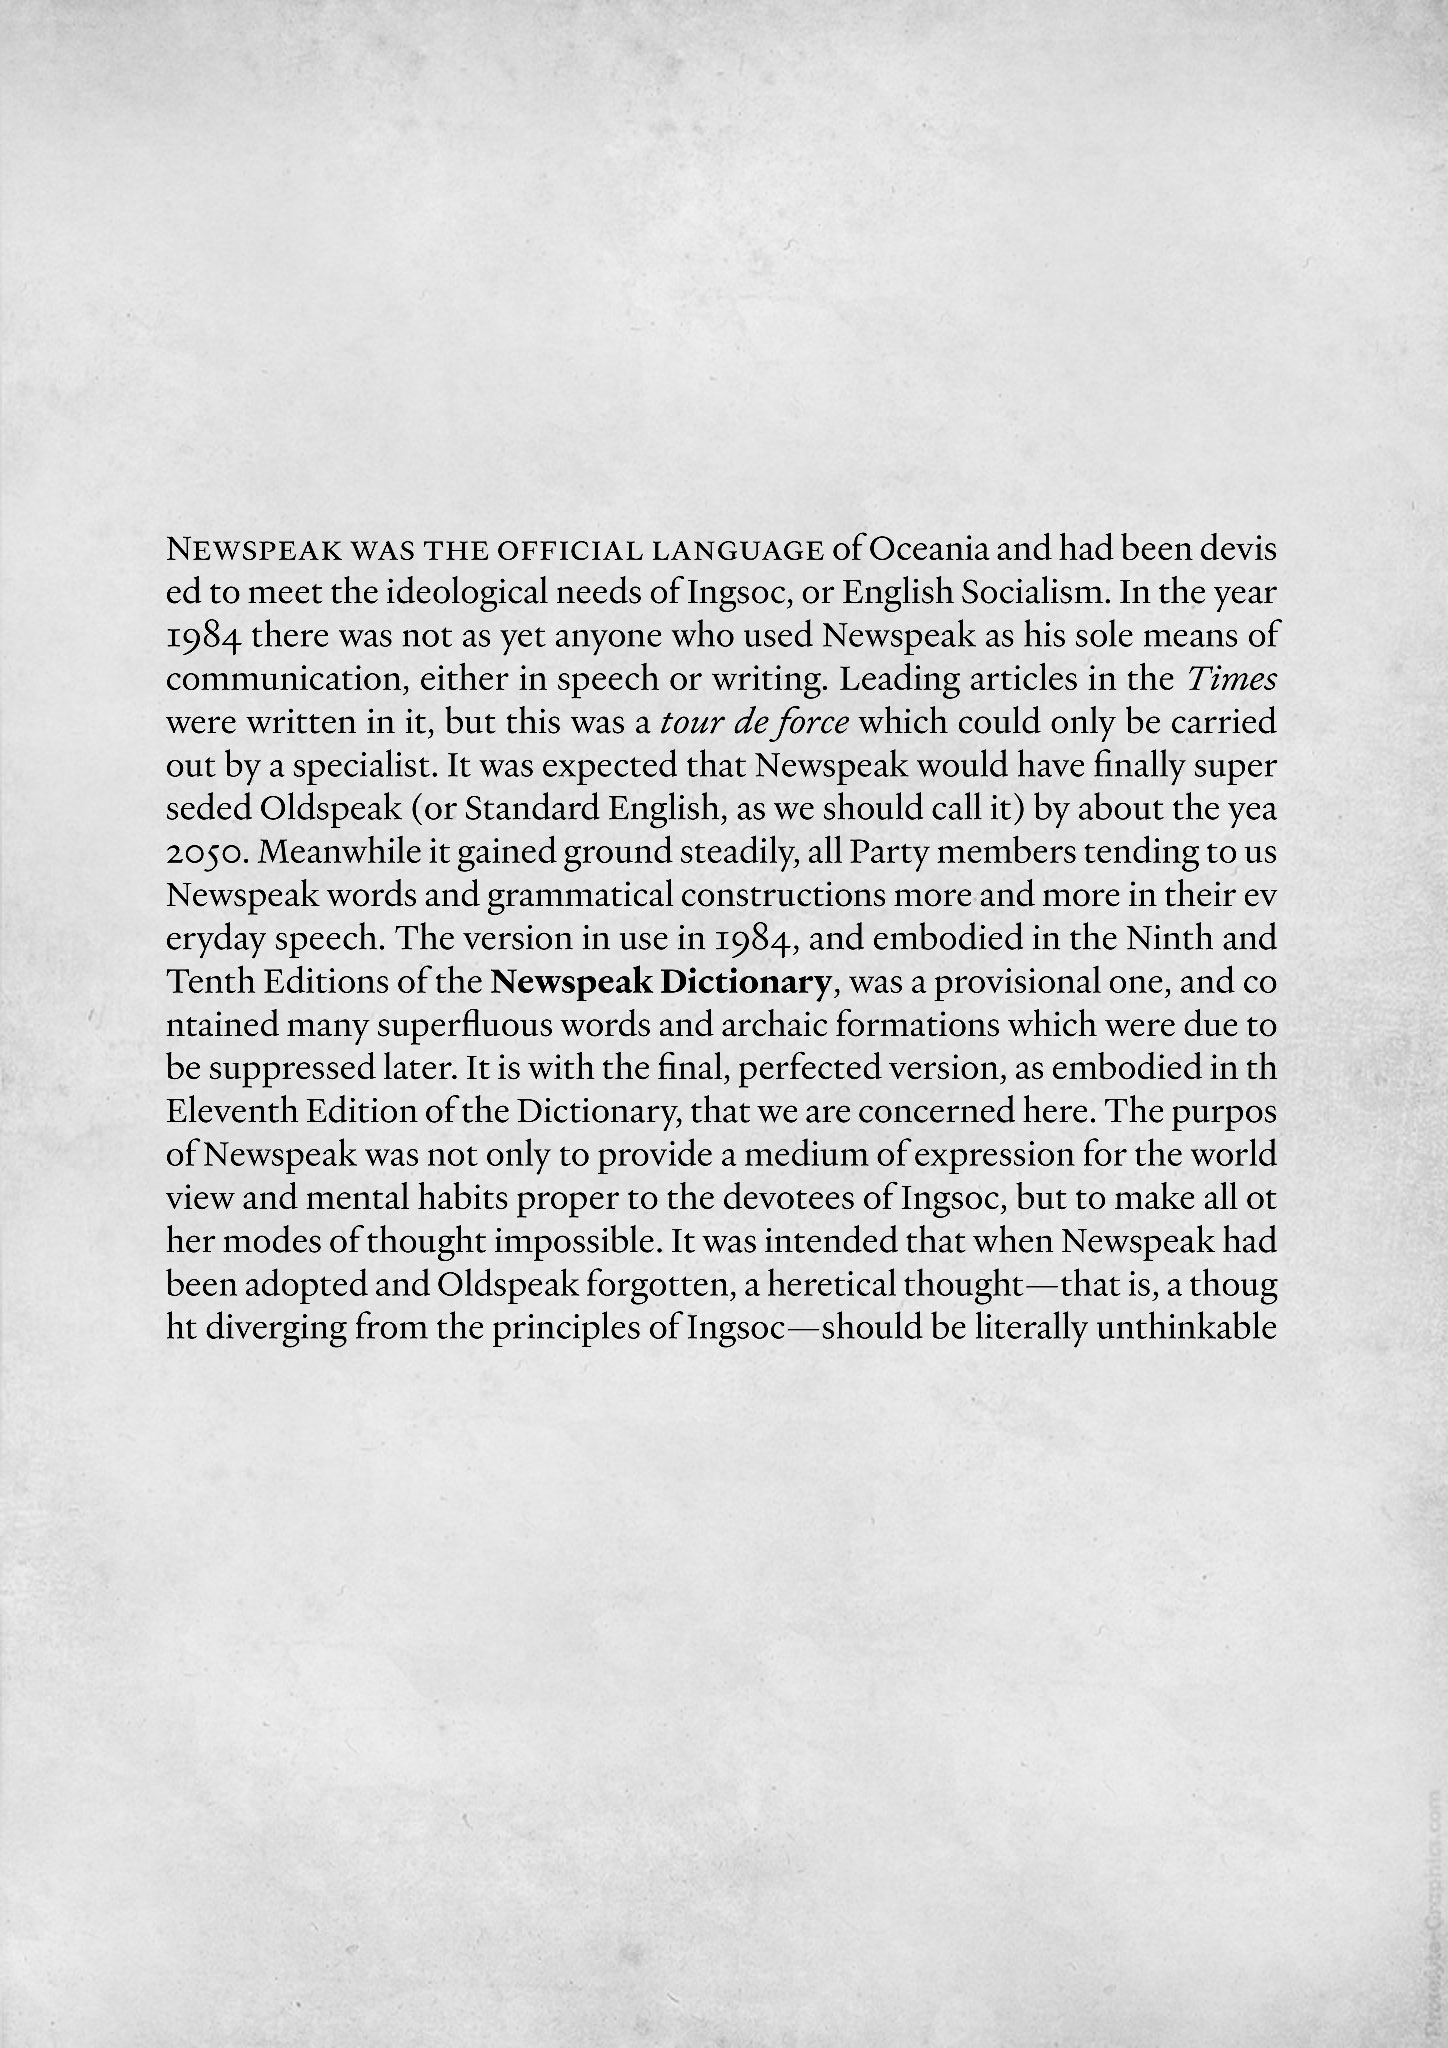 NEWSPEAK WAS THE OFFICIAL LANGUAGE of Oceania and had been devis
ed to meet the ideological needs of Ingsoc, or English Socialism. In the year
1984 there was not as yet anyone who used Newspeak as his sole means of
communication, either in speech or writing. Leading articles in the Times
were written in it, but this was a tour de force which could only be carried
out by a specialist. It was expected that Newspeak would have finally super
seded Oldspeak (or Standard English, as we should call it) by about the yea
2050. Meanwhile it gained ground steadily, all Party members tending to us
Newspeak words and grammatical constructions more and more in their ev
eryday speech. The version in use in 1984, and embodied in the Ninth and
Tenth Editions of the Newspeak Dictionary, was a provisional one, and co
ntained many superfluous words and archaic formations which were due to
be suppressed later. It is with the final, perfected version, as embodied in th
Eleventh Edition of the Dictionary, that we are concerned here. The purpos
of Newspeak was not only to provide a medium of expression for the world
view and mental habits proper to the devotees of Ingsoc, but to make all ot
her modes of thought impossible. It was intended that when Newspeak had
been adopted and Oldspeak forgotten, a heretical thought—that is, a thoug
ht diverging from the principles of Ingsoc—should be literally unthinkable